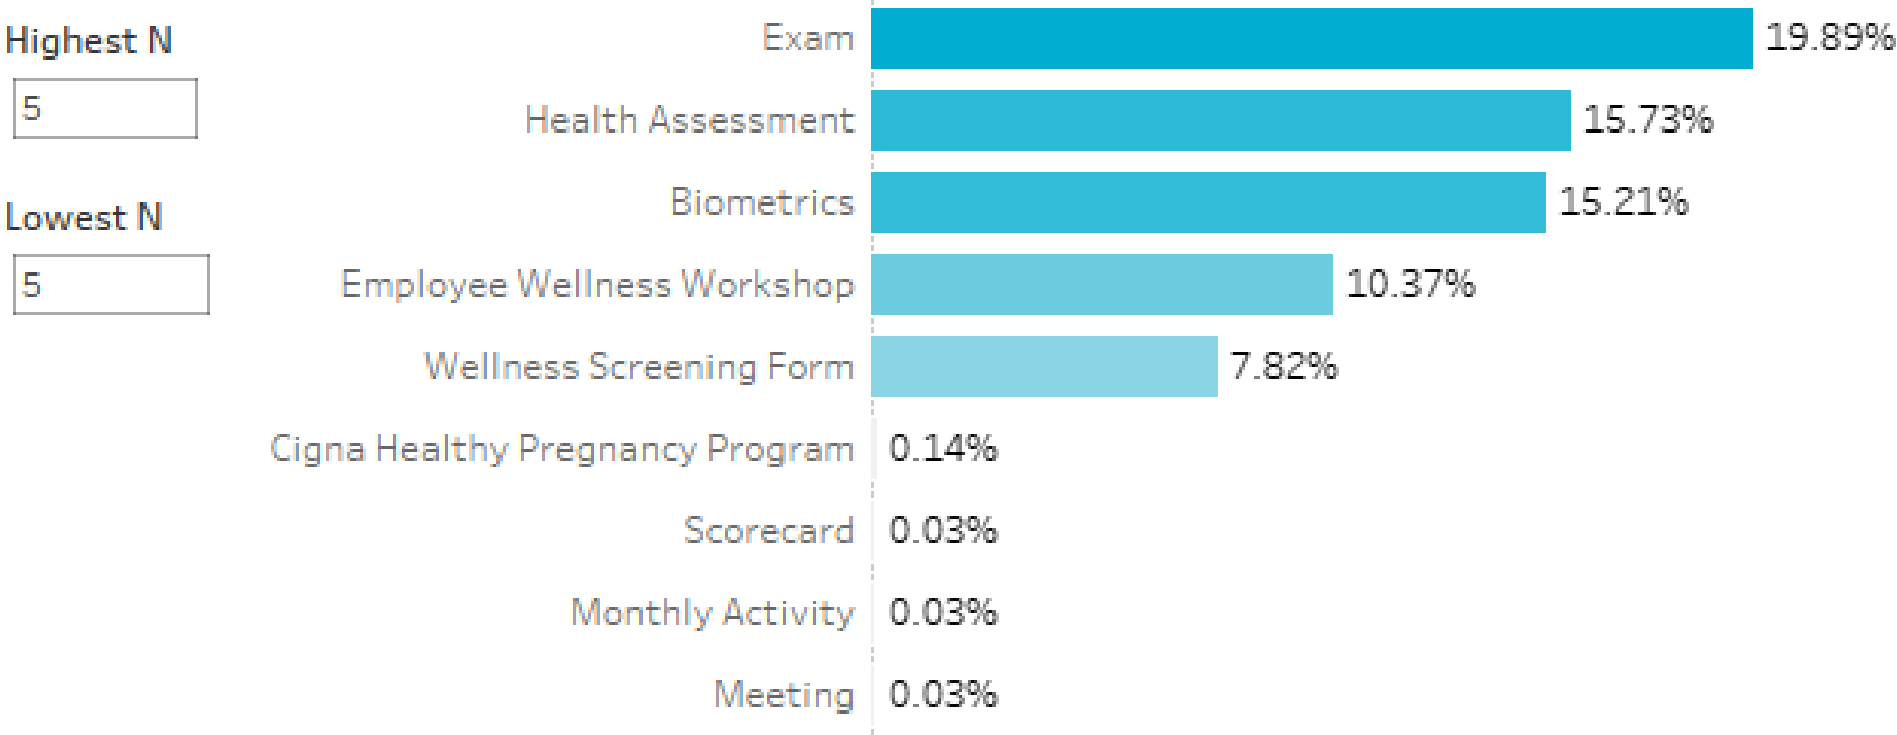 Highest N
5
Lowest N
5
Exam 19.89%
Health Assessment 15.73%
Biometrics 15.21%
Employee Wellness Workshop 10.37%
Wellness Screening Form 7.82%
Cigna Healthy Pregnancy Program 0.14%
Scorecard 0.03%
Monthly Activity 0.03%
Meeting 0.03%